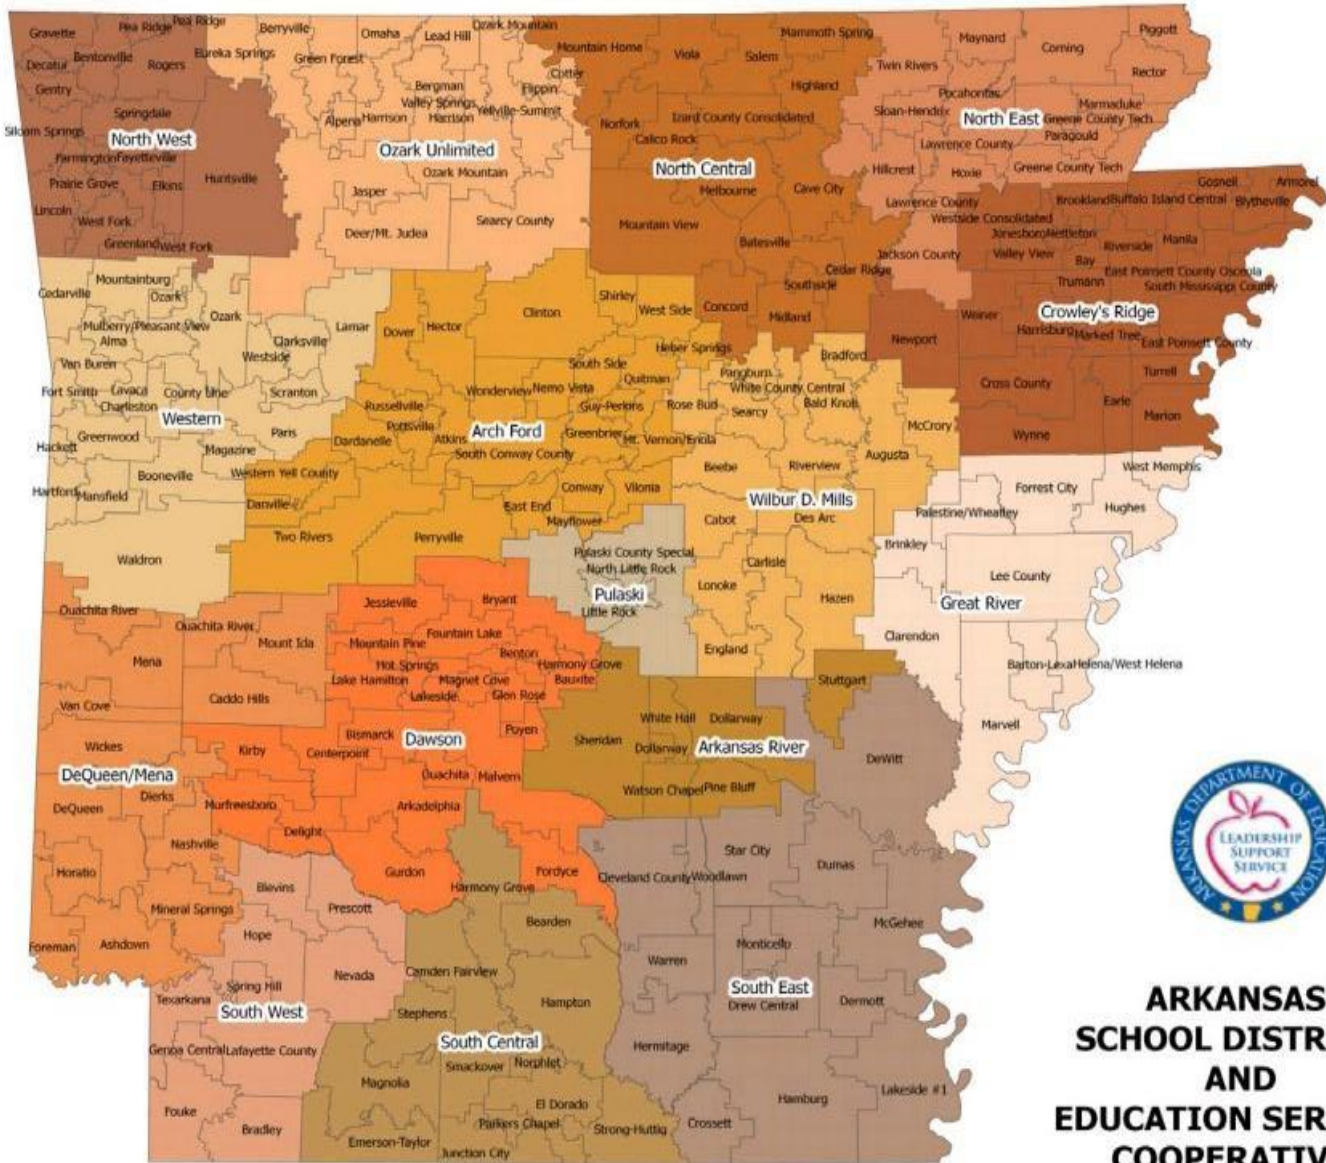 Gravette
Pea Ridge
Pea Ridge
Decatur
Bentonville
Rogers
Gentry
Springdale
Siloam Springs
North West
Farmington
Fayetteville
Prairie Grove
Elkins
Huntsville
Lincoln
West Fork
Greenland
West Fork
Berryville
Omaha
Lead Hill
Ozark Mountain
Eureka Springs
Green Forest
Cotter
Bergman
Flippin
Valley Springs
Alpena
Harrison
Harrison
Yellville-Summit
Ozark Unlimited
Ozark Mountain
Jasper
Searcy County
Deer/Mt. Judea
Mountain Home
Viola
Salem
Mammoth Spring
Highland
Norfork
Izard County Consolidated
Calico Rock
North Central
Melbourne
Cave City
Mountain View
Batesville
Cedar Ridge
Southside
Concord
Midland
Maynard
Corning
Piggott
Twin Rivers
Rector
Pocahontas
Sloan-Hendrix
Marmaduke
North East
Greene County Tech
Paragould
Lawrence County
Hillcrest
Hoxie
Greene County Tech
Lawrence County
Jackson County
Gosnell
Armorel
Brookland
Buffalo Island Central
Blytheville
Westside Consolidated
Jonesboro
Nettleton
Manila
Valley View
Bay
Riverside
East Poinsett County
Osceola
Trumann
South Mississippi County
Weiner
Crowley's Ridge
Harrisburg
Marked Tree
East Poinsett County
Newport
Cross County
Turrell
Earle
Marion
Wynne
Mountainburg
Cedarville
Ozark
Ozark
Mulberry/Pleasant View
Alma
Lamar
Clarksville
Westside
Van Buren
Fort Smith
Lavaca
County Line
Scranton
Charleston
Western
Paris
Hackett
Greenwood
Magazine
Booneville
Hartford
Mansfield
Waldron
Clinton
Shirley
West Side
Dover
Hector
Heber Springs
South Side
Wonderview
Nemo Vista
Quitman
Russellville
Guy-Perkins
Pottsville
Dardanelle
Atkins
Arch Ford
Greenbrier
Mt. Vernon/Enola
South Conway County
Western Yell County
Conway
Vilonia
Danville
East End
Mayflower
Two Rivers
Perryville
Bradford
Pangburn
White County Central
Rose Bud
Searcy
Bald Knob
McCrory
Augusta
Beebe
Riverview
Wilbur D. Mills
Cabot
Des Arc
Carlisle
Lonoke
Hazen
England
Pulaski County Special
North Little Rock
Pulaski
Little Rock
West Memphis
Forrest City
Hughes
Palestine/Wheatley
Brinkley
Lee County
Great River
Clarendon
Barton-Lexa
Helena/West Helena
Marvell
Jessieville
Bryant
Fountain Lake
Mountain Pine
Benton
Hot Springs
Harmony Grove
Lake Hamilton
Magnet Cove
Bauxite
Lakeside
Glen Rose
Poyen
Bismarck
Dawson
Kirby
Centerpoint
Ouachita
Malvern
Murfreesboro
Arkadelphia
Delight
Gurdon
Fordyce
Ouachita River
Ouachita River
Mount Ida
Mena
Caddo Hills
Van Cove
Wickes
DeQueen/Mena
Dierks
DeQueen
Nashville
Horatio
Mineral Springs
Foreman
Ashdown
Stuttgart
White Hall
Dollarway
Sheridan
Dollarway
Arkansas River
Watson Chapel
Pine Bluff
DeWitt
Star City
Dumas
Cleveland County
Woodlawn
McGehee
Warren
Monticello
South East
Drew Central
Dermott
Hermitage
Hamburg
Lakeside #1
Crossett
Blevins
Prescott
Hope
Nevada
Spring Hill
Texarkana
South West
Genoa Central
Lafayette County
Fouke
Bradley
Harmony Grove
Bearden
Camden Fairview
Hampton
Stephens
South Central
Smackover
Norphlet
Magnolia
El Dorado
Parkers Chapel
Strong-Huttig
Emerson-Taylor
Junction City
ARKANSAS DEPARTMENT OF EDUCATION
LEADERSHIP
SUPPORT
SERVICE
ARKANSAS
SCHOOL DISTR
AND
EDUCATION SER
COOPERATIV